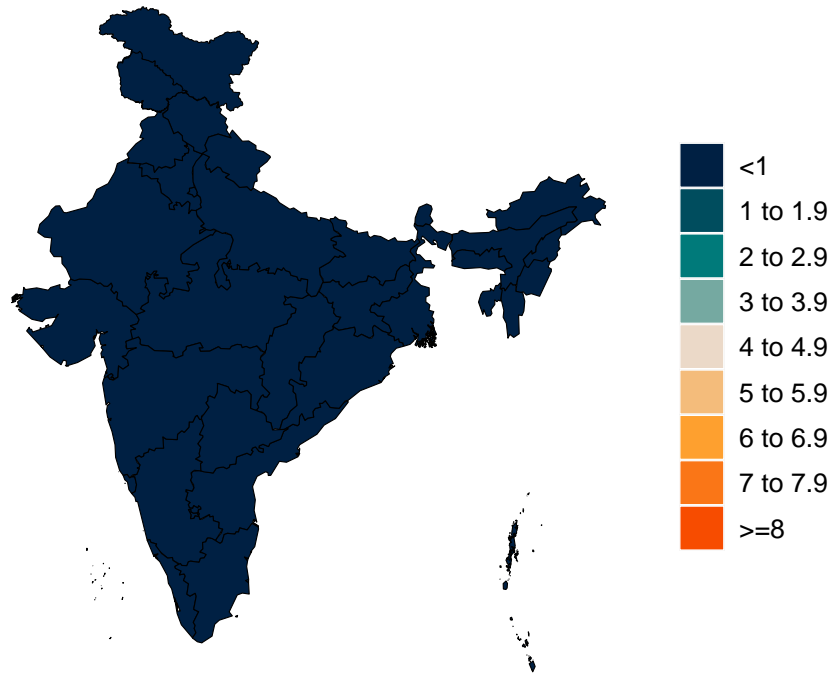 <1
1 to 1.9
2 to 2.9
3 to 3.9
4 to 4.9
5 to 5.9
6 to 6.9
7 to 7.9
>=8